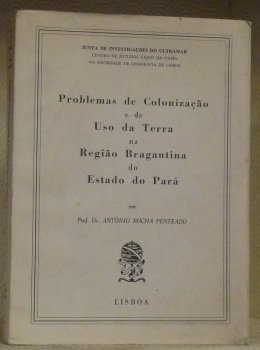 JUNTA DE INVESTIGAÇÕES DO ULTRAMAR
CENTRO DE ESTUDOS VASCO DA GAMA
NA SOCIEDADE DE GEOGRAFIA DE LISBOA
Problemas de Colonização
e de
Uso da Terra
na
Região Bragantina
do
Estado do Pará
pelo
Prof. Dr. ANTÓNIO ROCHA PENTEADO
LISBOA